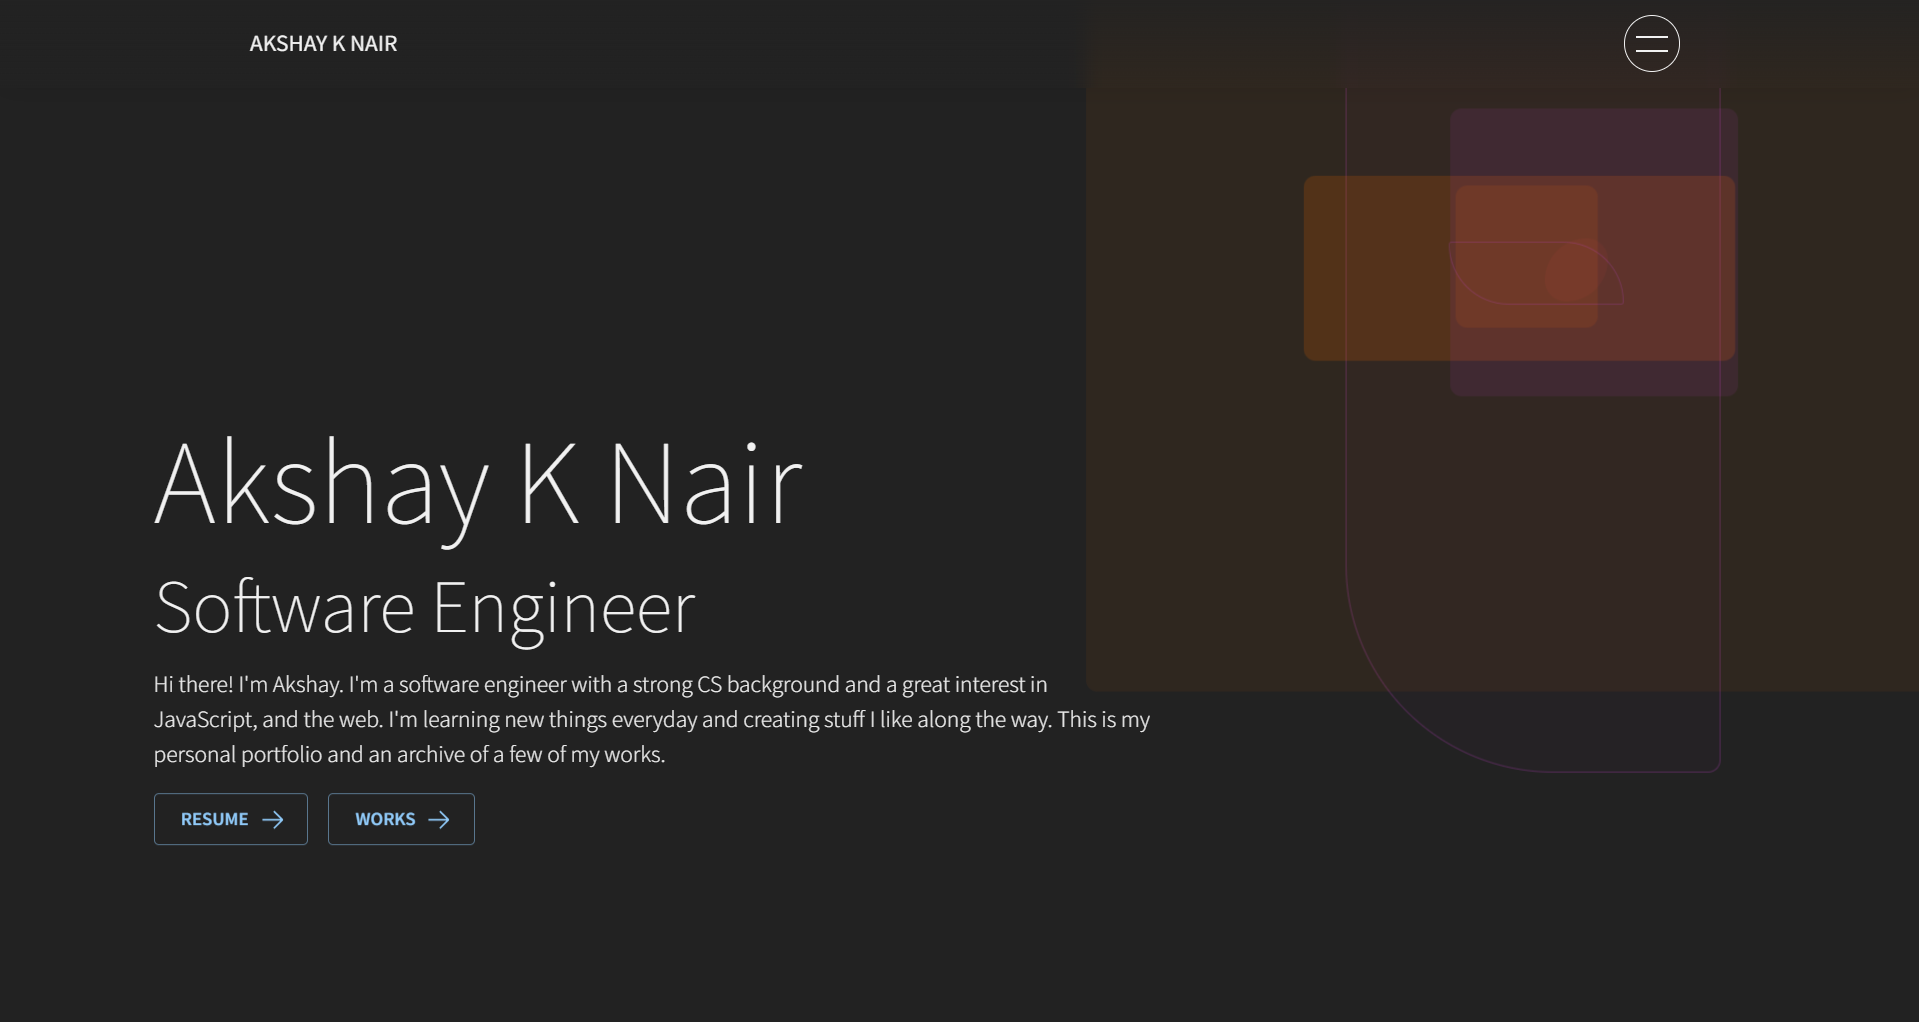 AKSHAY K NAIR
Akshay K Nair
Software Engineer
Hi there! I'm Akshay. I'm a software engineer with a strong CS background and a great interest in
JavaScript, and the web. I'm learning new things everyday and creating stuff I like along the way. This is my
personal portfolio and an archive of a few of my works.
RESUME
WORKS